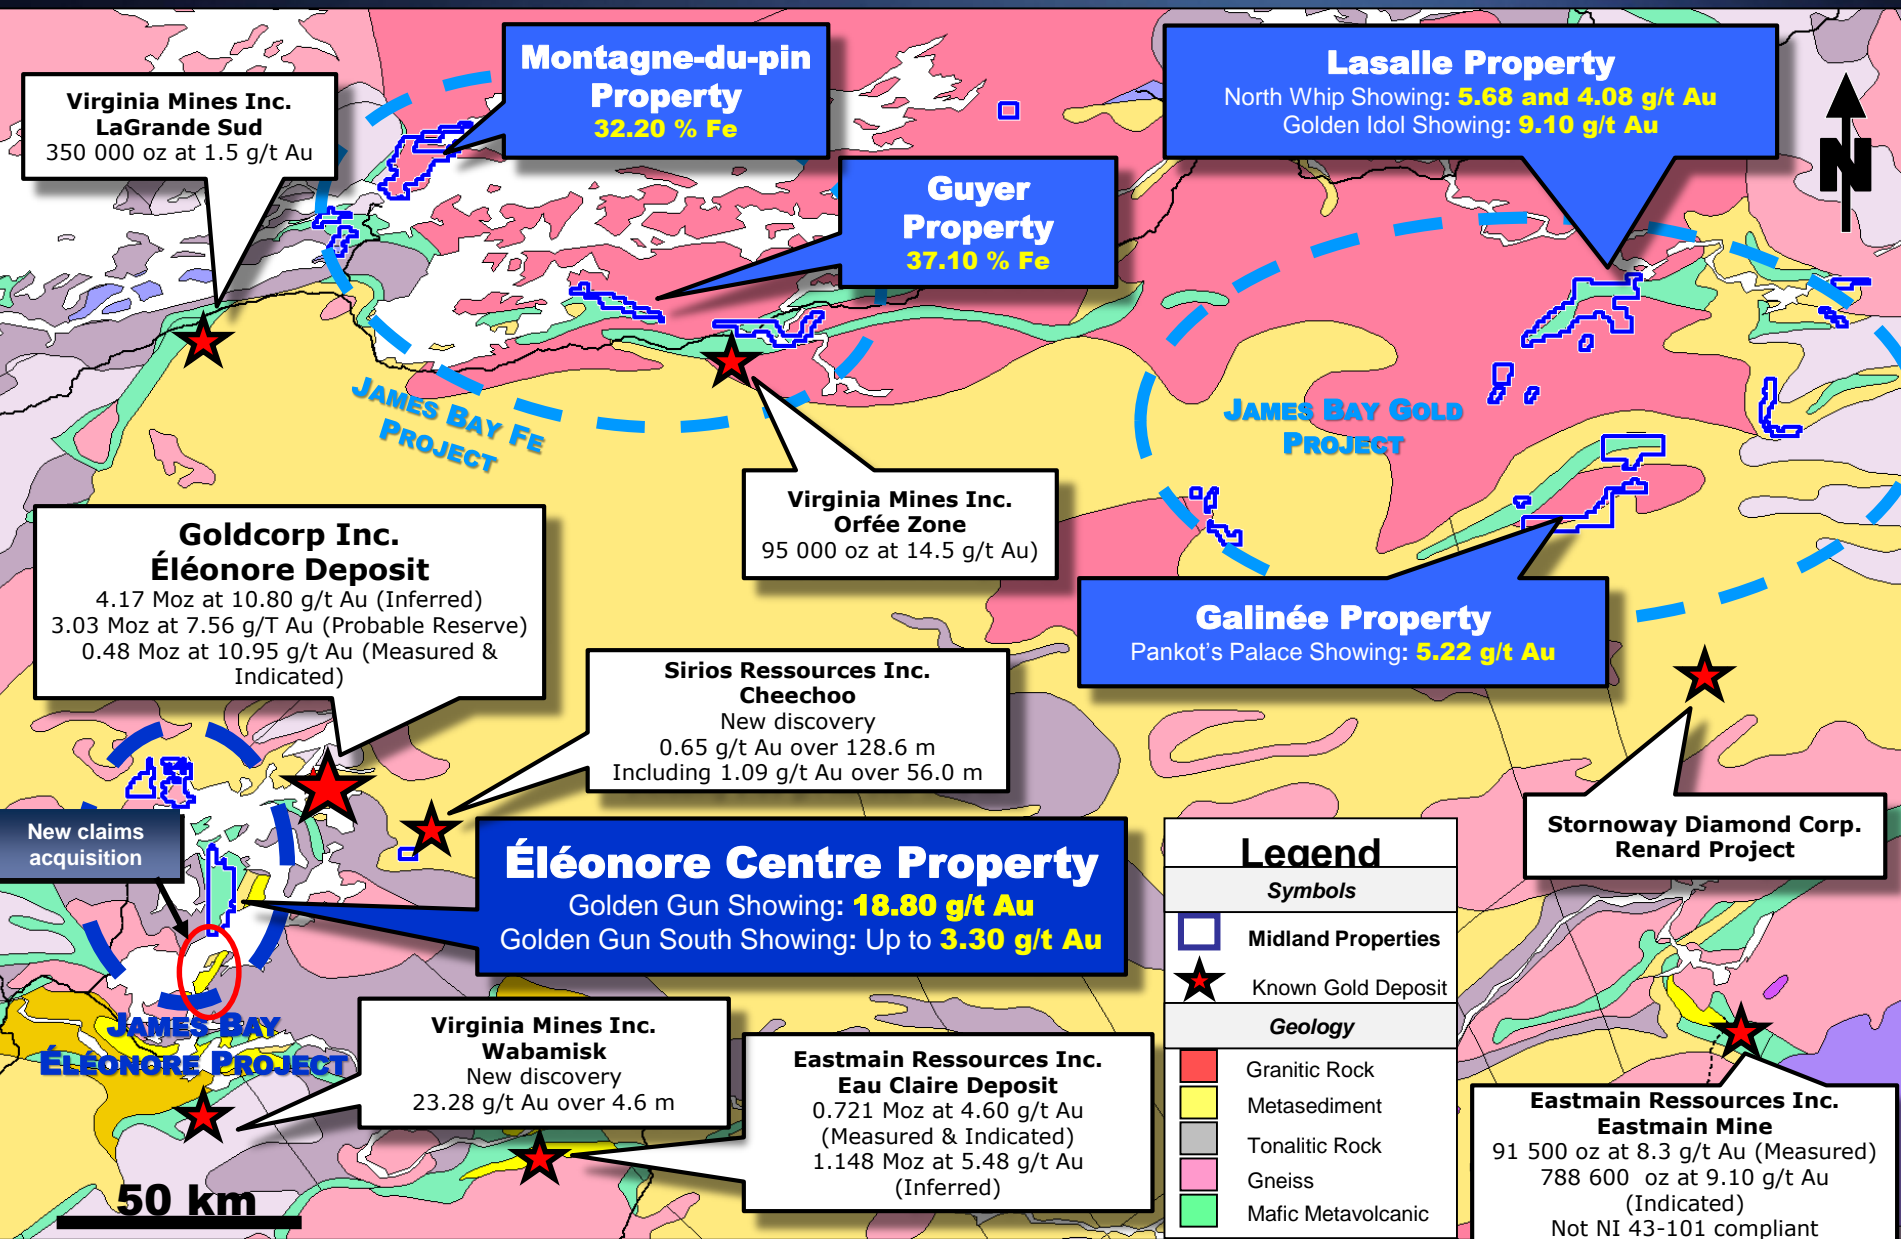 Virginia Mines Inc.
LaGrande Sud
350 000 oz at 1.5 g/t Au
Montagne-du-pin
Property
32.20 % Fe
Lasalle Property
North Whip Showing: 5.68 and 4.08 g/t Au
Golden Idol Showing: 9.10 g/t Au
N
Guyer
Property
37.10 % Fe
JAMES BAY FE
PROJECT
JAMES BAY GOLD
PROJECT
Virginia Mines Inc.
Orfée Zone
95 000 oz at 14.5 g/t Au)
Goldcorp Inc.
Éléonore Deposit
4.17 Moz at 10.80 g/t Au (Inferred)
3.03 Moz at 7.56 g/T Au (Probable Reserve)
0.48 Moz at 10.95 g/t Au (Measured &
Indicated)
Galinée Property
Pankot's Palace Showing: 5.22 g/t Au
Sirios Ressources Inc.
Cheechoo
New discovery
0.65 g/t Au over 128.6 m
Including 1.09 g/t Au over 56.0 m
Stornoway Diamond Corp.
Renard Project
New claims
acquisition
Éléonore Centre Property
Golden Gun Showing: 18.80 g/t Au
Golden Gun South Showing: Up to 3.30 g/t Au
JAMES BAY
ÉLÉONORE PROJECT
Virginia Mines Inc.
Wabamisk
New discovery
23.28 g/t Au over 4.6 m
Eastmain Ressources Inc.
Eau Claire Deposit
0.721 Moz at 4.60 g/t Au
(Measured & Indicated)
1.148 Moz at 5.48 g/t Au
(Inferred)
Legend
Symbols
Midland Properties
Known Gold Deposit
Geology
Granitic Rock
Metasediment
Tonalitic Rock
Gneiss
Mafic Metavolcanic
Eastmain Ressources Inc.
Eastmain Mine
91 500 oz at 8.3 g/t Au (Measured)
788 600 oz at 9.10 g/t Au
(Indicated)
Not NI 43-101 compliant
50 km